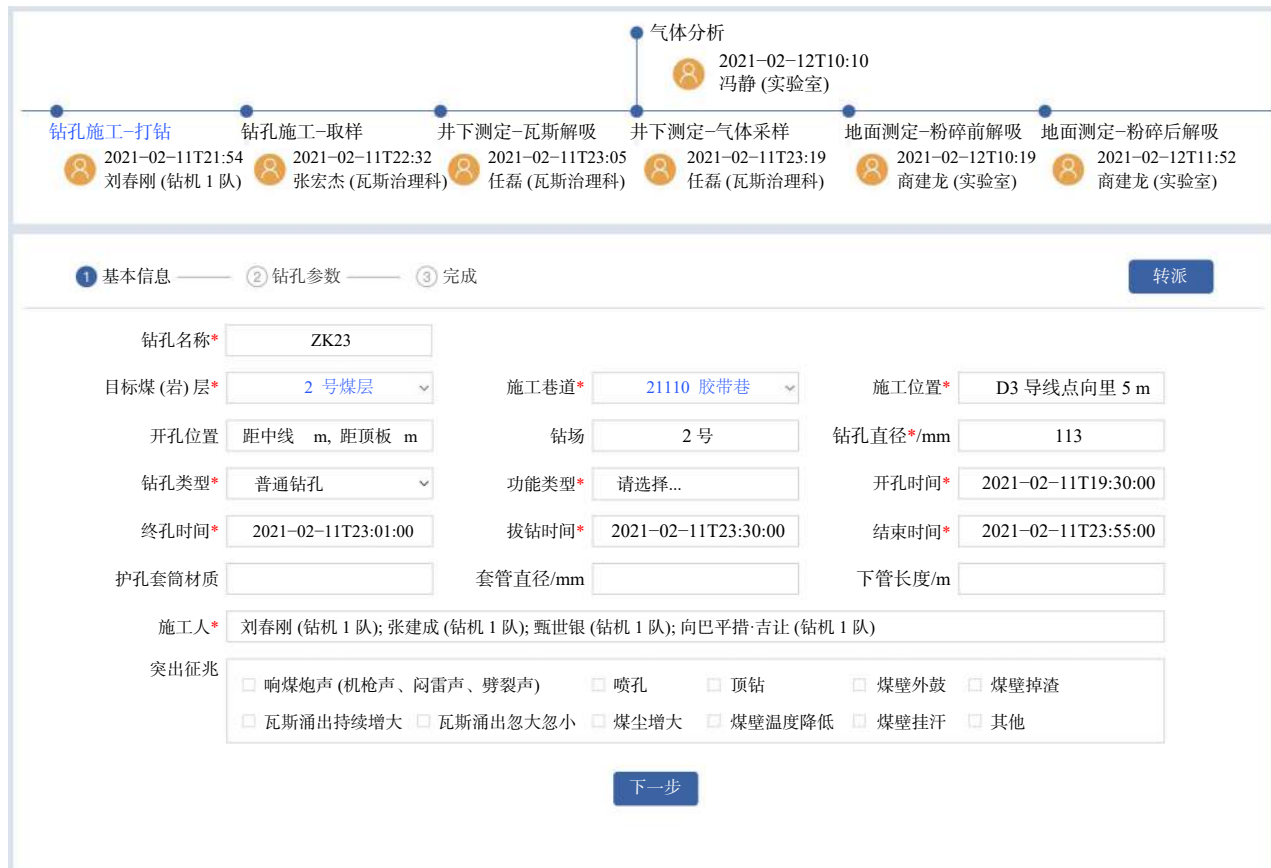 气体分析
2021−02−12T10:10
冯静 (实验室)
钻孔施工−打钻 钻孔施工−取样 井下测定−瓦斯解吸 井下测定−气体采样 地面测定−粉碎前解吸 地面测定−粉碎后解吸
2021−02−11T21:54 2021−02−11T22:32 2021−02−11T23:05 2021−02−11T23:19 2021−02−12T10:19 2021−02−12T11:52
刘春刚 (钻机 1 队) 张宏杰 (瓦斯治理科) 任磊 (瓦斯治理科) 任磊 (瓦斯治理科) 商建龙 (实验室) 商建龙 (实验室)
1 基本信息 2 钻孔参数 3 完成 转派
钻孔名称* ZK23
目标煤 (岩) 层* 2 号煤层 施工巷道* 21110 胶带巷 施工位置* D3 导线点向里 5 m
开孔位置 距中线 m, 距顶板 m 钻场 2 号 钻孔直径*/mm 113
钻孔类型* 普通钻孔 功能类型* 请选择... 开孔时间* 2021−02−11T19:30:00
终孔时间* 2021−02−11T23:01:00 拔钻时间* 2021−02−11T23:30:00 结束时间* 2021−02−11T23:55:00
护孔套筒材质 套管直径/mm 下管长度/m
施工人* 刘春刚 (钻机 1 队); 张建成 (钻机 1 队); 甄世银 (钻机 1 队); 向巴平措·吉让 (钻机 1 队)
突出征兆
响煤炮声 (机枪声、闷雷声、劈裂声) 喷孔 顶钻 煤壁外鼓 煤壁掉渣
瓦斯涌出持续增大 瓦斯涌出忽大忽小 煤尘增大 煤壁温度降低 煤壁挂汗 其他
下一步